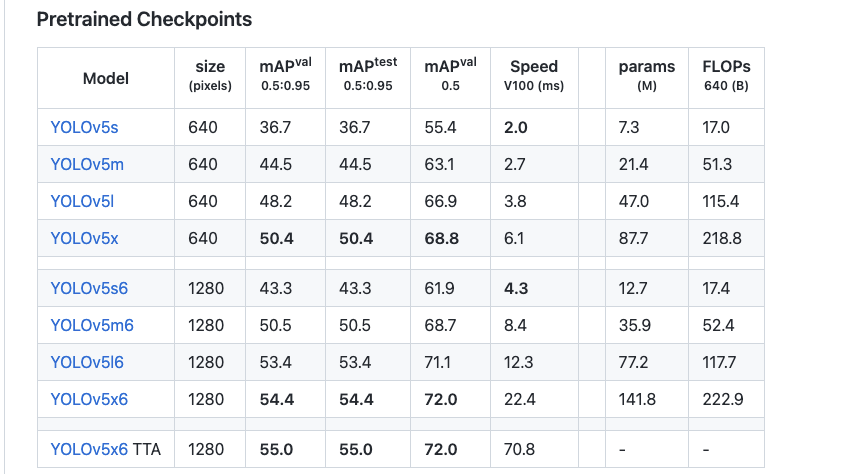 Pretrained Checkpoints
Model size (pixels) mAPval 0.5:0.95 mAPtest 0.5:0.95 mAPval 0.5 Speed V100 (ms) params (M) FLOPs 640 (B)
YOLOv5s 640 36.7 36.7 55.4 2.0 7.3 17.0
YOLOv5m 640 44.5 44.5 63.1 2.7 21.4 51.3
YOLOv5l 640 48.2 48.2 66.9 3.8 47.0 115.4
YOLOv5x 640 50.4 50.4 68.8 6.1 87.7 218.8
YOLOv5s6 1280 43.3 43.3 61.9 4.3 12.7 17.4
YOLOv5m6 1280 50.5 50.5 68.7 8.4 35.9 52.4
YOLOv5l6 1280 53.4 53.4 71.1 12.3 77.2 117.7
YOLOv5x6 1280 54.4 54.4 72.0 22.4 141.8 222.9
YOLOv5x6 TTA 1280 55.0 55.0 72.0 70.8 - -